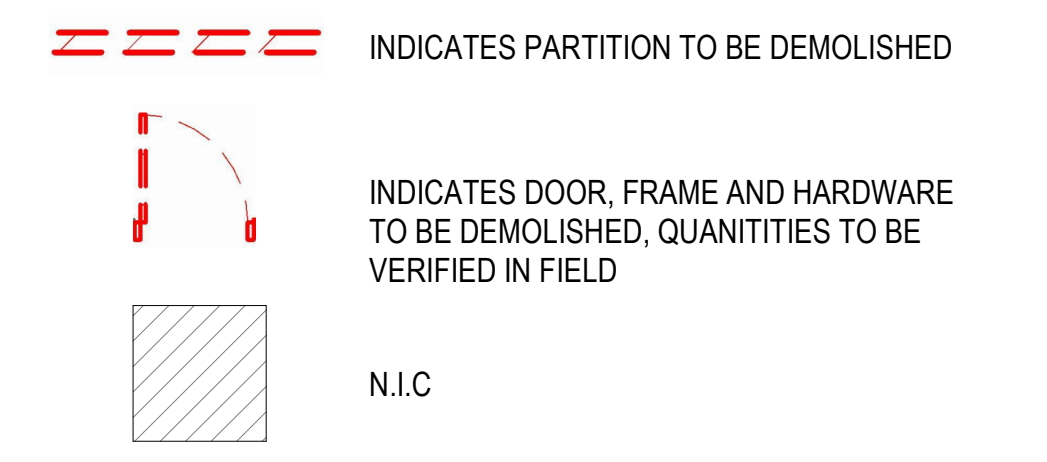 INDICATES PARTITION TO BE DEMOLISHED
INDICATES DOOR, FRAME AND HARDWARE
TO BE DEMOLISHED, QUANITITIES TO BE
VERIFIED IN FIELD
N.I.C